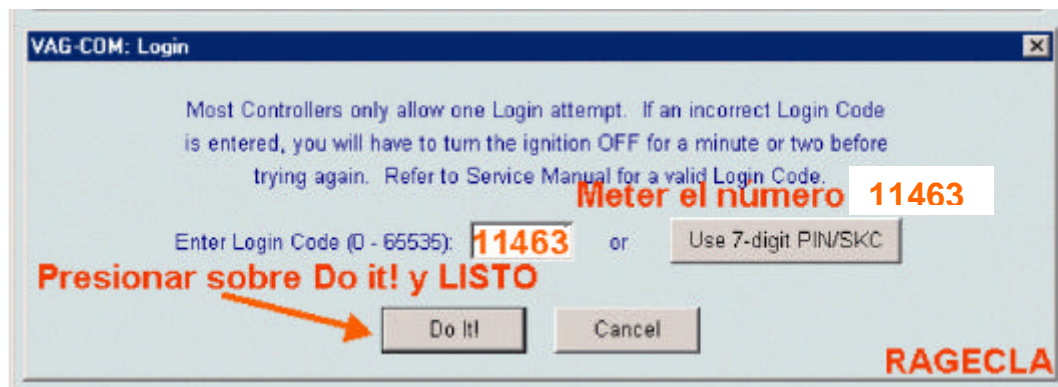 VAG-COM: Login
Most Controllers only allow one Login attempt. If an incorrect Login Code
is entered, you will have to turn the ignition OFF for a minute or two before
trying again. Refer to Service Manual for a valid Login Code.
Meter el número 11463
Enter Login Code (0 - 65535): 11463 or Use 7-digit PIN/SKC
Presionar sobre Do it! y LISTO
Do It! Cancel
RAGECLA